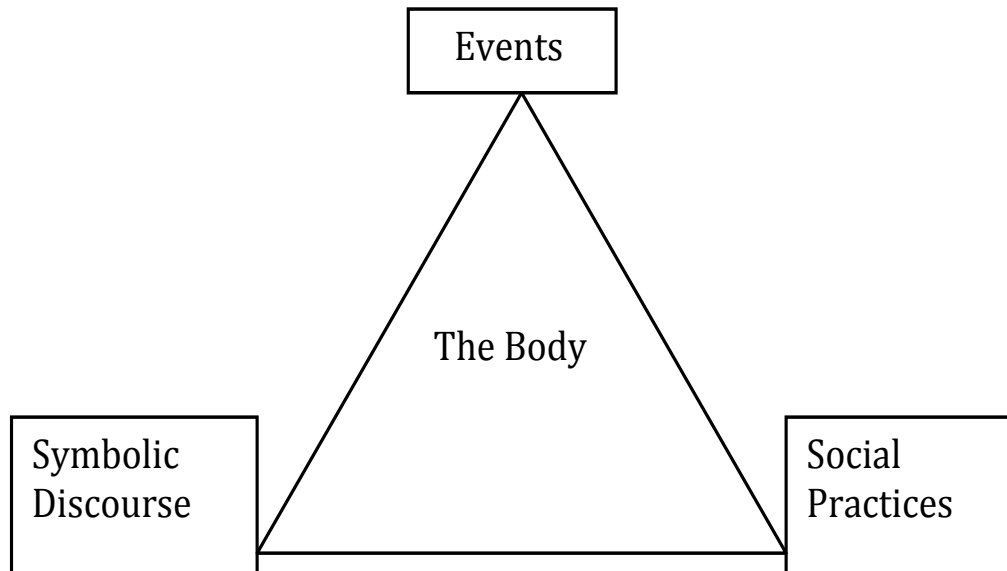 Events
The Body
Symbolic
Discourse
Social
Practices